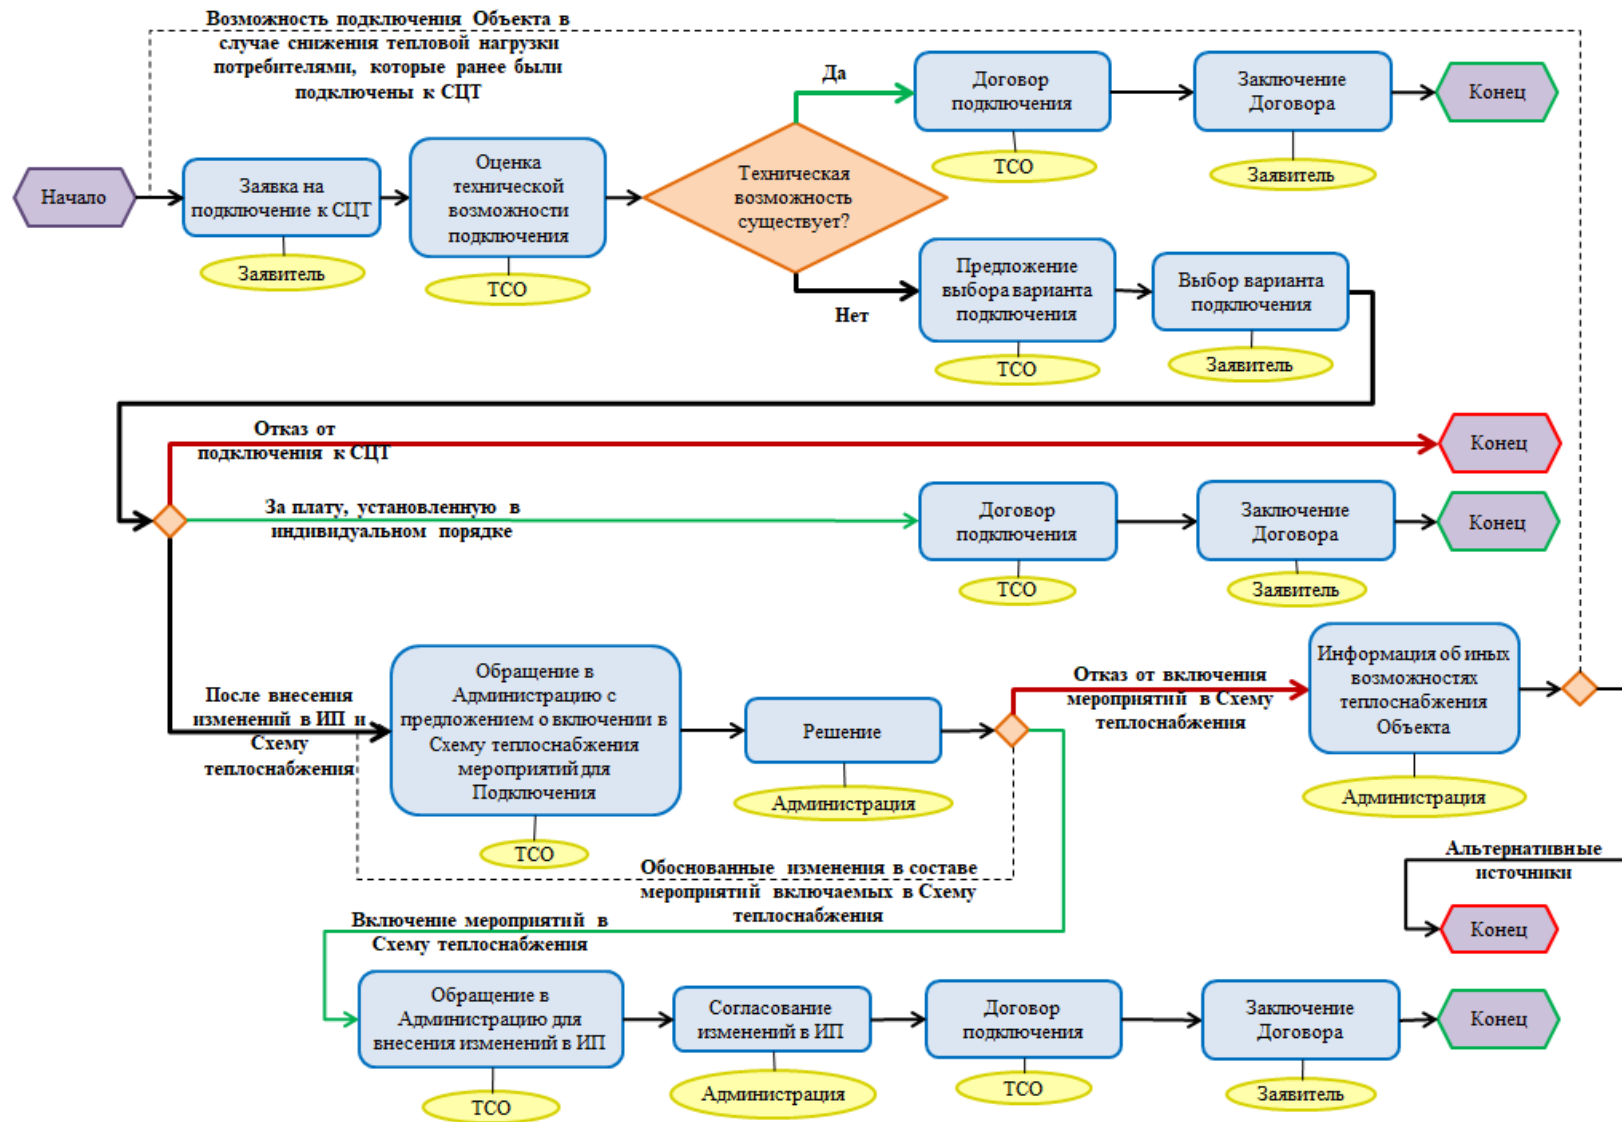 Возможность подключения Объекта в
случае снижения тепловой нагрузки
потребителями, которые ранее были
подключены к СЦТ
Начало
Заявка на
подключение к СЦТ
Заявитель
Оценка
технической
возможности
подключения
ТСО
Техническая
возможность
существует?
Да
Договор
подключения
ТСО
Заключение
Договора
Заявитель
Конец
Нет
Предложение
выбора варианта
подключения
ТСО
Выбор варианта
подключения
Заявитель
Отказ от
подключения к СЦТ
Конец
За плату, установленную в
индивидуальном порядке
Договор
подключения
ТСО
Заключение
Договора
Заявитель
Конец
После внесения
изменений в ИП и
Схему
теплоснабжения
Обращение в
Администрацию с
предложением о включении в
Схему теплоснабжения
мероприятий для
Подключения
ТСО
Решение
Администрация
Отказ от включения
мероприятий в Схему
теплоснабжения
Информация об иных
возможностях
теплоснабжения
Объекта
Администрация
Альтернативные
источники
Конец
Обоснованные изменения в составе
мероприятий включаемых в Схему
теплоснабжения
Включение мероприятий в
Схему теплоснабжения
Обращение в
Администрацию для
внесения изменений в ИП
ТСО
Согласование
изменений в ИП
Администрация
Договор
подключения
ТСО
Заключение
Договора
Заявитель
Конец